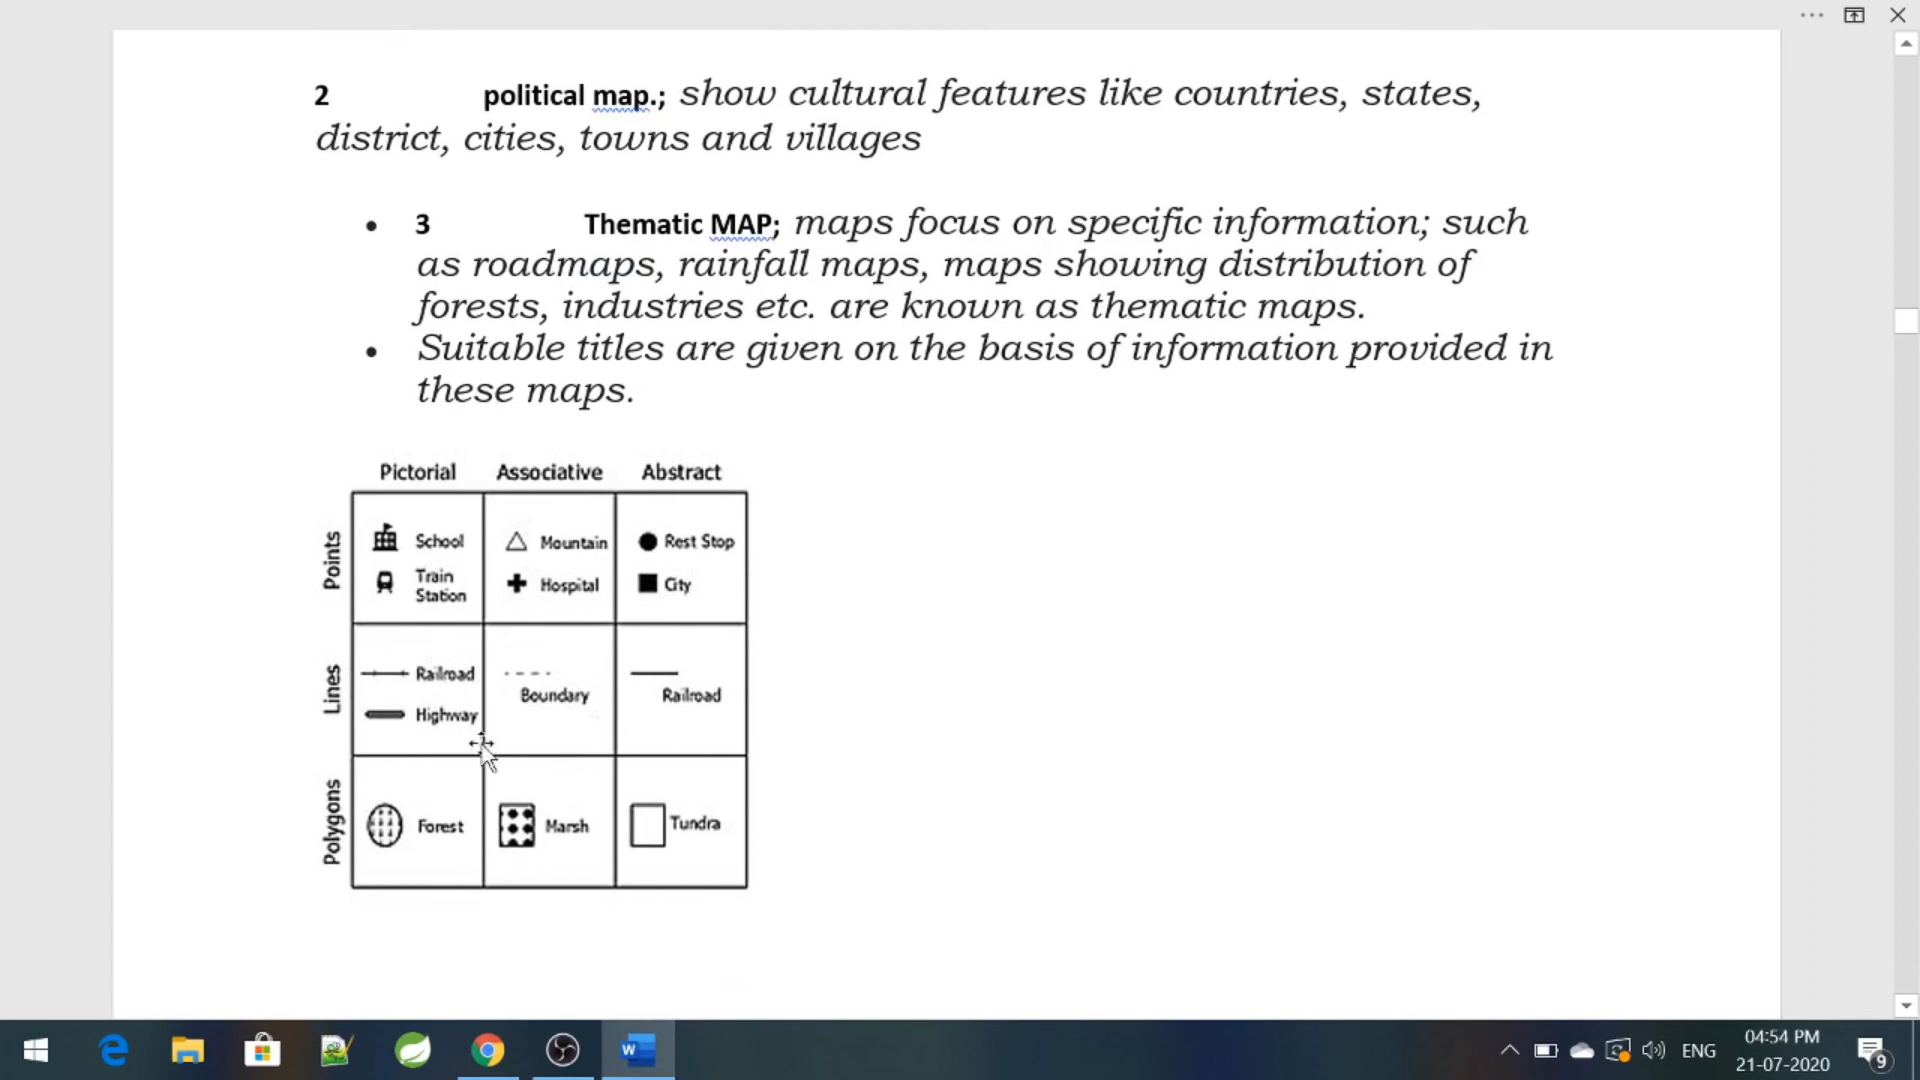 2 political map.; show cultural features like countries, states,
district, cities, towns and villages
• 3 Thematic MAP; maps focus on specific information; such
as roadmaps, rainfall maps, maps showing distribution of
forests, industries etc. are known as thematic maps.
• Suitable titles are given on the basis of information provided in
these maps.
Pictorial Associative Abstract
Points
School
Train
Station
Mountain
Hospital
Rest Stop
City
Lines
Railroad
Highway
Boundary
Railroad
Polygons
Forest
Marsh
Tundra
W
ENG
04:54 PM
21-07-2020
9